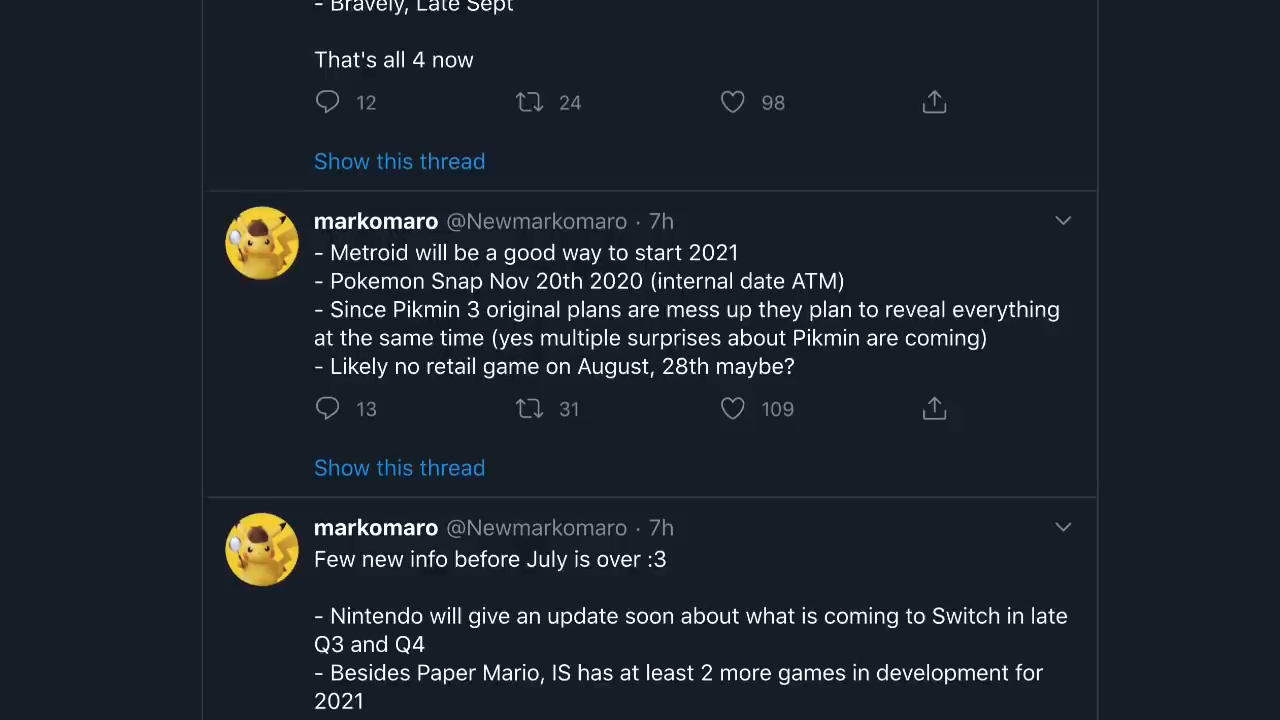 - Bravely, Late Sept
That's all 4 now
12 24 98
Show this thread
markomaro @Newmarkomaro · 7h
- Metroid will be a good way to start 2021
- Pokemon Snap Nov 20th 2020 (internal date ATM)
- Since Pikmin 3 original plans are mess up they plan to reveal everything
at the same time (yes multiple surprises about Pikmin are coming)
- Likely no retail game on August, 28th maybe?
13 31 109
Show this thread
markomaro @Newmarkomaro · 7h
Few new info before July is over :3
- Nintendo will give an update soon about what is coming to Switch in late
Q3 and Q4
- Besides Paper Mario, IS has at least 2 more games in development for
2021